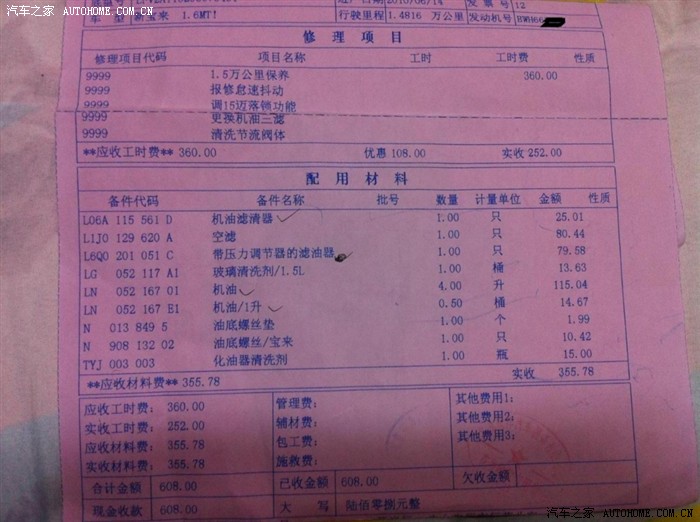 汽车之家 AUTOHOME.COM.CN
12
车 型 新宝来 1.6MT! 行驶里程 1.4816 万公里 发动机号 BWH66
修 理 项 目
修理项目代码 项目名称 工时 工时费 性质
9999 1.5万公里保养 360.00
9999 报修怠速抖动
9999 调15迈落锁功能
9999 更换机油三滤
9999 清洗节流阀体
**应收工时费** 360.00 优惠 108.00 实收 252.00
配 用 材 料
备件代码 备件名称 批号 数量 计量单位 金额 性质
L06A 115 561 D 机油滤清器 1.00 只 25.01
L1J0 129 620 A 空滤 1.00 只 80.44
L6Q0 201 051 C 带压力调节器的滤油器 1.00 只 79.58
LG 052 117 A1 玻璃清洗剂/1.5L 1.00 桶 13.63
LN 052 167 01 机油 4.00 升 115.04
LN 052 167 E1 机油/1升 0.50 桶 14.67
N 013 849 5 油底螺丝垫 1.00 个 1.99
N 908 132 02 油底螺丝/宝来 1.00 只 10.42
TYJ 003 003 化油器清洗剂 1.00 瓶 15.00
**应收材料费** 355.78 实收 355.78
应收工时费: 360.00 管理费: 其他费用1:
实收工时费: 252.00 辅材费: 其他费用2:
应收材料费: 355.78 包工费: 其他费用3:
实收材料费: 355.78 施救费:
合计金额 608.00 已收金额 608.00 欠收金额
现金收款 608.00 大 写 陆佰零捌元整
汽车之家 AUTOHOME.COM.CN